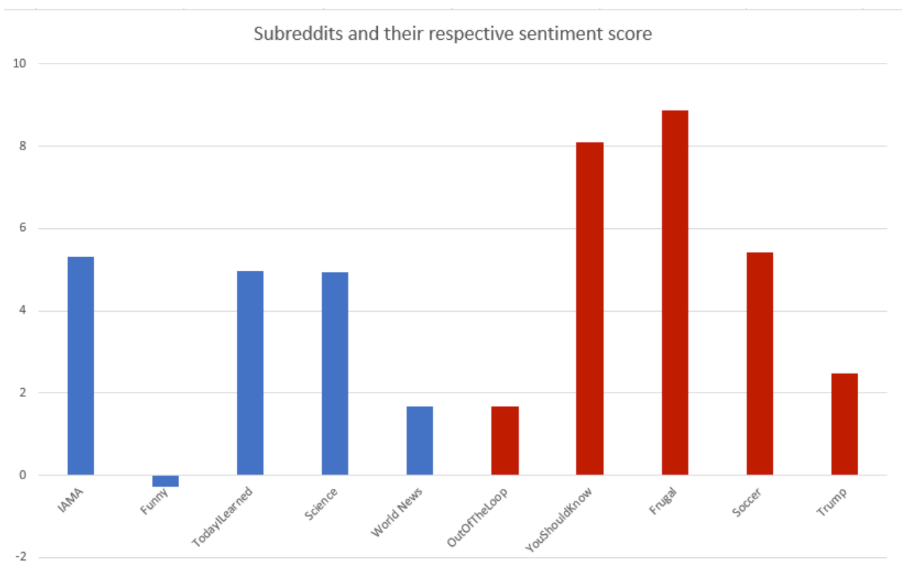 Subreddits and their respective sentiment score
10
8
6
4
2
0
-2
IAMA
Funny
TodayILearned
Science
World News
OutOfTheLoop
YouShouldKnow
Frugal
Soccer
Trump